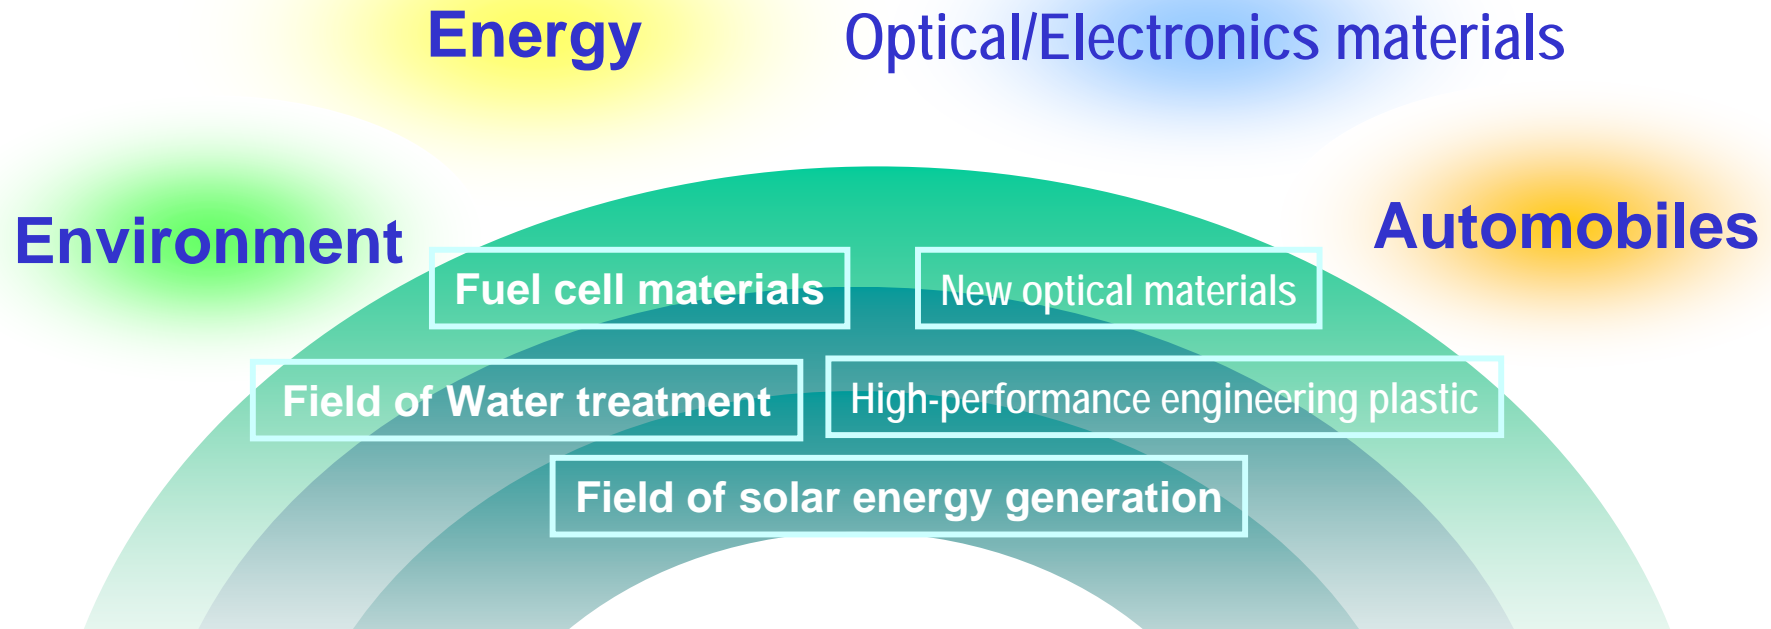 Energy
Optical/Electronics materials
Environment
Automobiles
Fuel cell materials
New optical materials
Field of Water treatment
High-performance engineering plastic
Field of solar energy generation